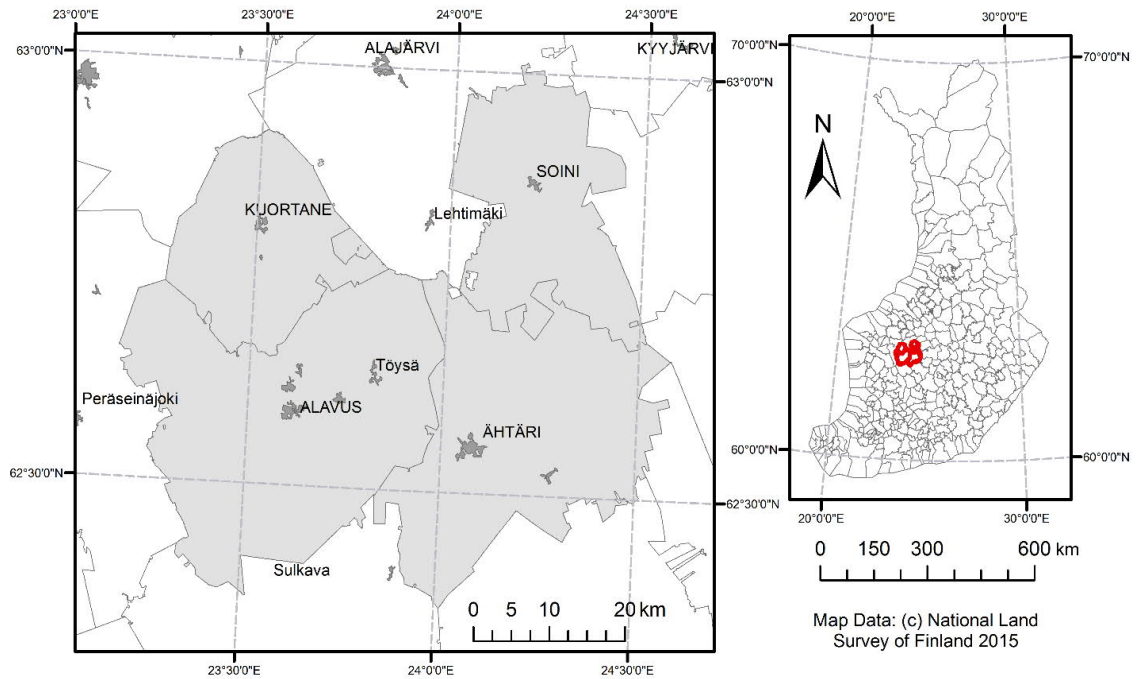 23°0'0"E
23°30'0"E
24°0'0"E
24°30'0"E
63°0'0"N
ALAJÄRVI
KYYJÄRVI
63°0'0"N
SOINI
KUORTANE
Lehtimäki
Töysä
Peräseinäjoki
ALAVUS
ÄHTÄRI
62°30'0"N
62°30'0"N
Sulkava
0 5 10 20 km
23°30'0"E
24°0'0"E
24°30'0"E
20°0'0"E
30°0'0"E
70°0'0"N
70°0'0"N
N
60°0'0"N
60°0'0"N
20°0'0"E
30°0'0"E
0 150 300 600 km
Map Data: (c) National Land
Survey of Finland 2015